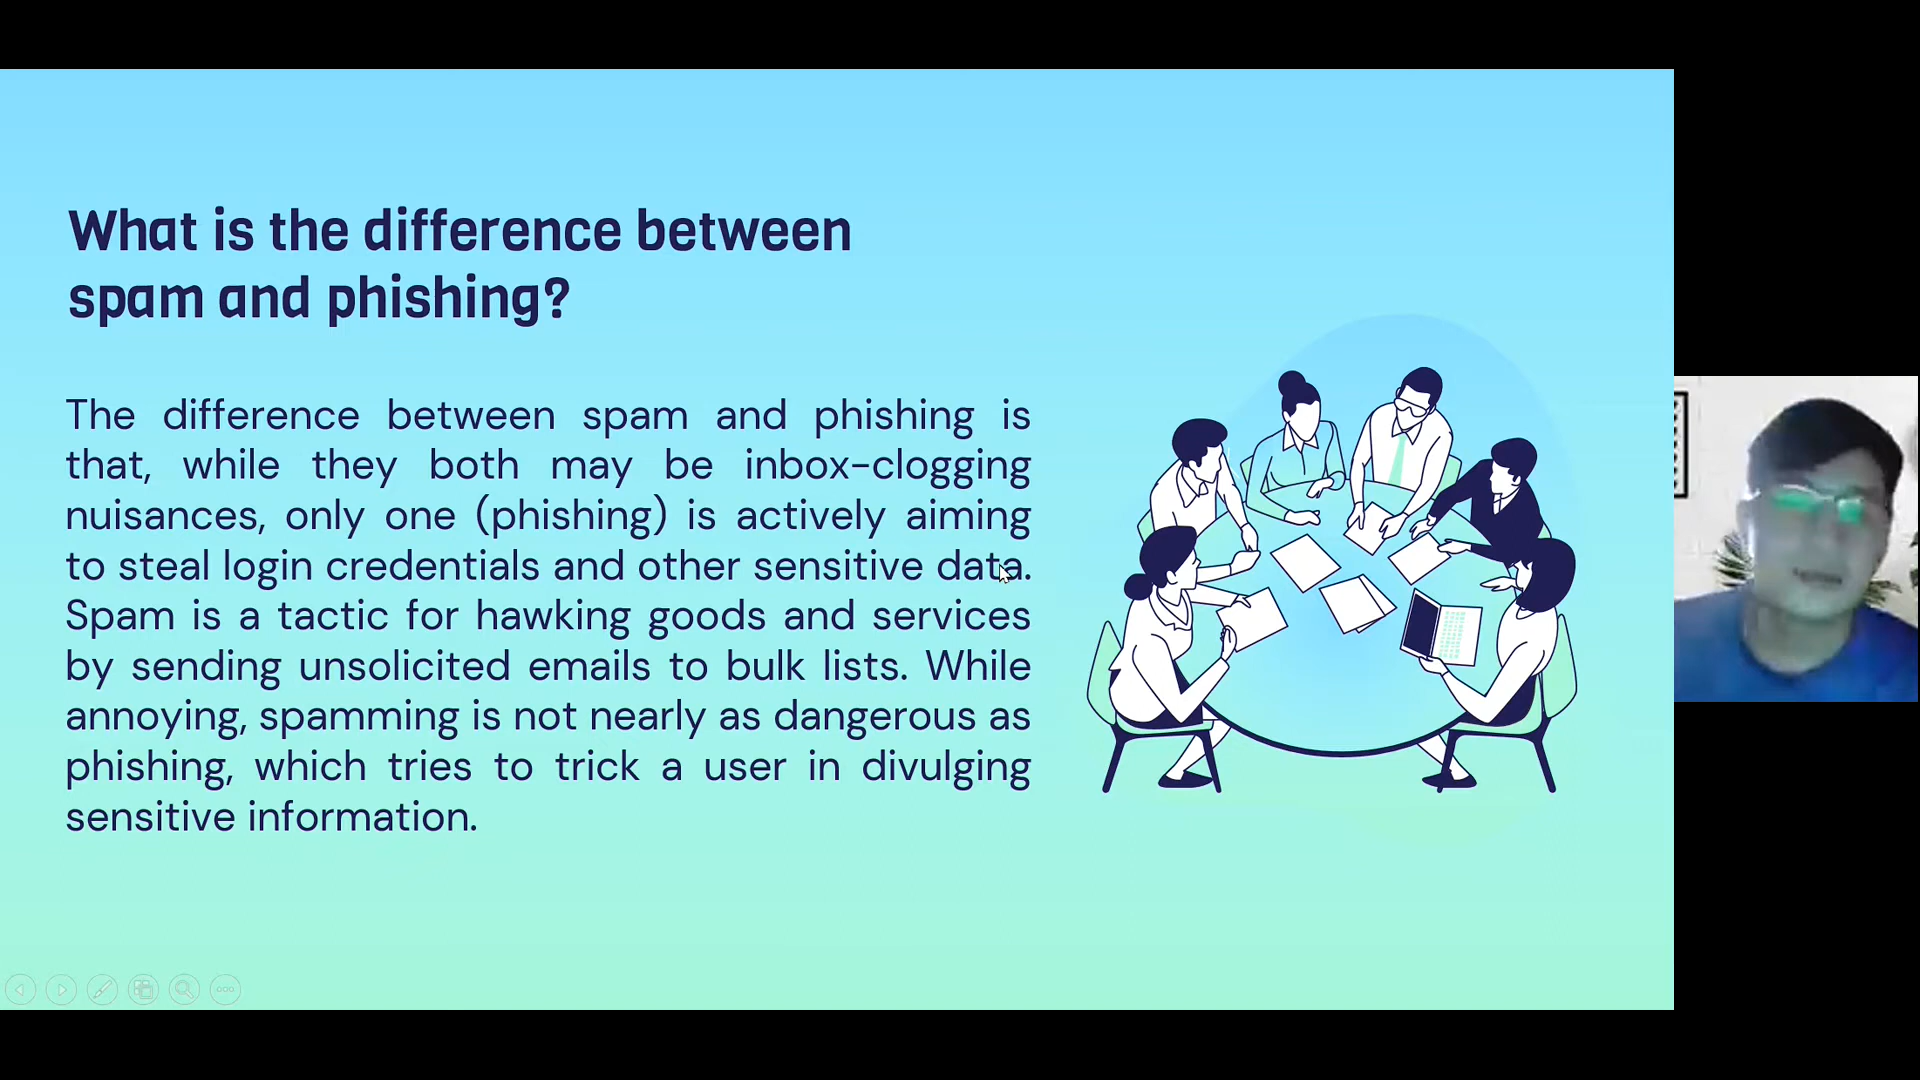 What is the difference between
spam and phishing?
The difference between spam and phishing is
that, while they both may be inbox-clogging
nuisances, only one (phishing) is actively aiming
to steal login credentials and other sensitive data.
Spam is a tactic for hawking goods and services
by sending unsolicited emails to bulk lists. While
annoying, spamming is not nearly as dangerous as
phishing, which tries to trick a user in divulging
sensitive information.